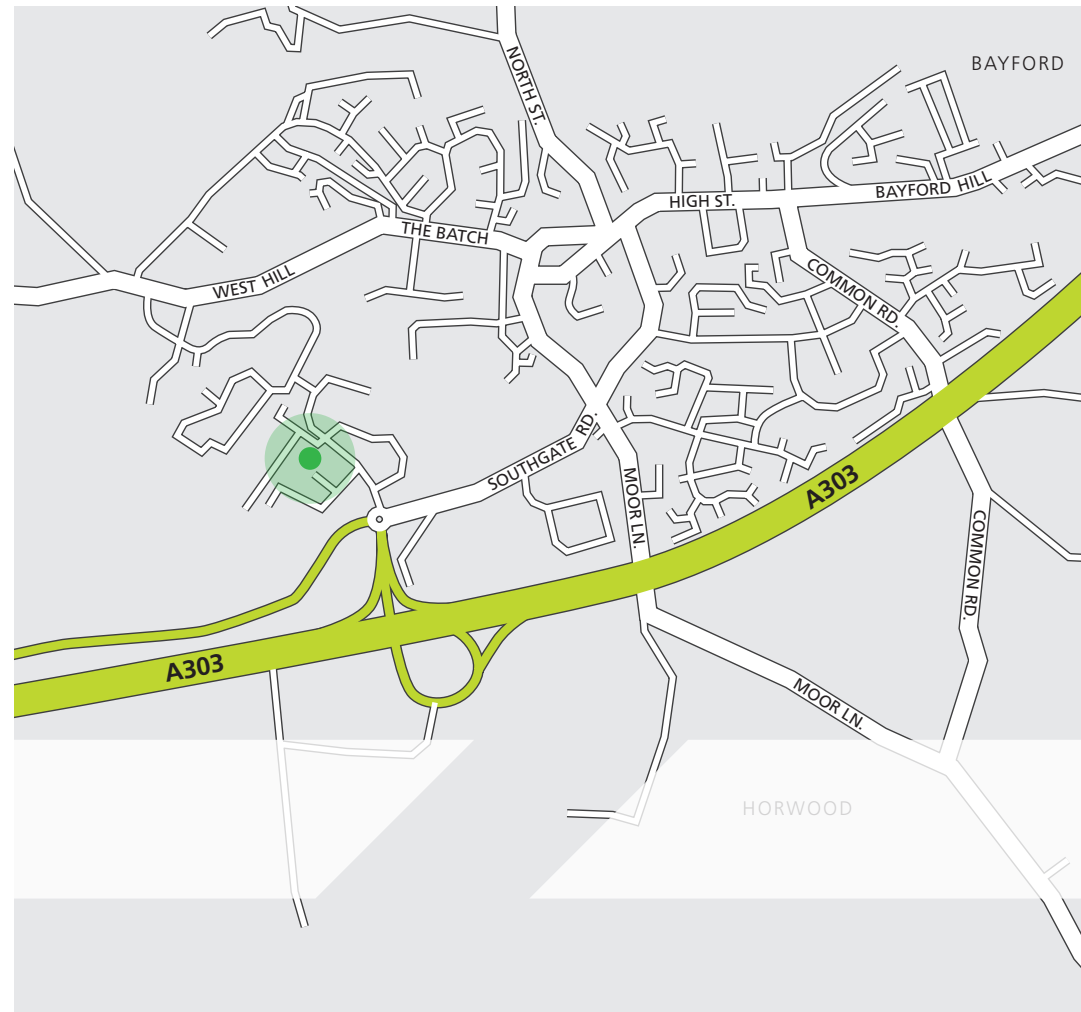 BAYFORD
NORTH ST.
HIGH ST.
BAYFORD HILL
THE BATCH
WEST HILL
COMMON RD.
SOUTHGATE RD.
MOOR LN.
A303
COMMON RD.
A303
MOOR LN.
HORWOOD